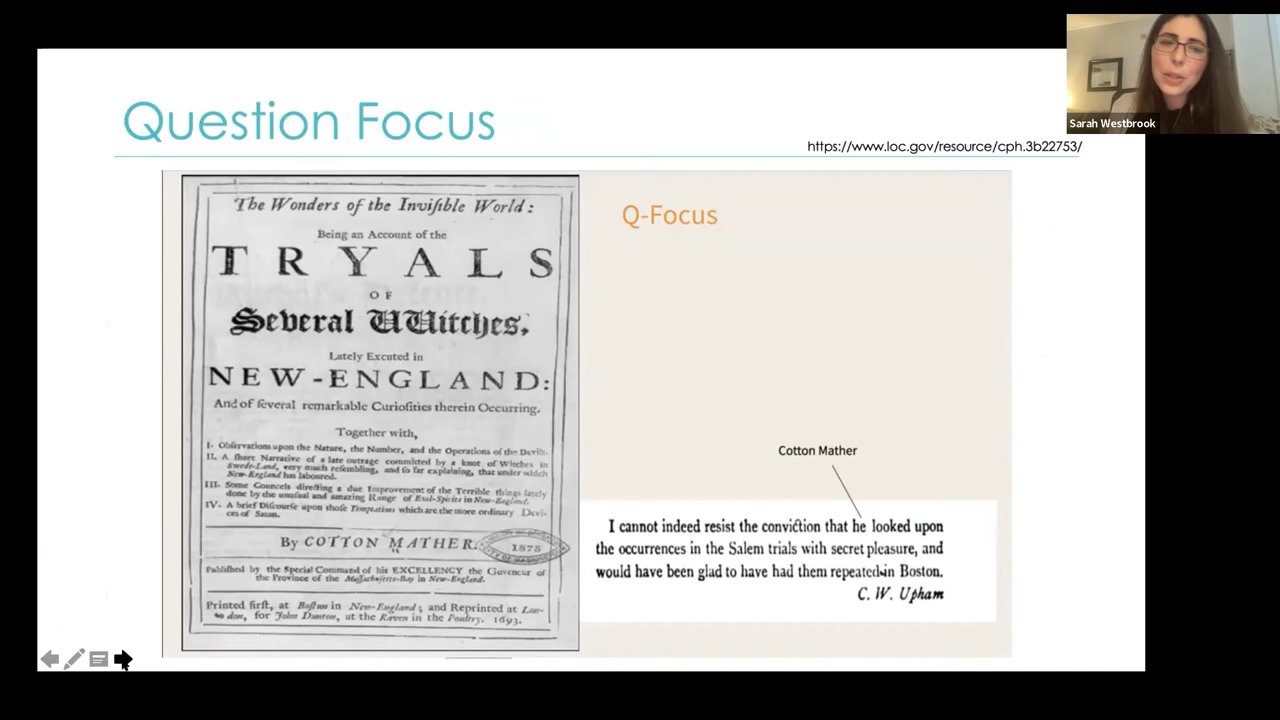 Question Focus
Sarah Westbrook
https://www.loc.gov/resource/cph.3b22753/
The Wonders of the Inviſible World:
Being an Account of the
TRYALS
OF
Several UUitches,
Lately Excuted in
NEW-ENGLAND:
And of ſeveral remarkable Curioſities therein Occurring.
Together with,
I. Obſervations upon the Nature, the Number, and the Operations of the Devils.
II. A ſhort Narrative of a late outrage committed by a knot of Witches in
Swede-Land, very much reſembling, and ſo far explaining, that under which
New-England has laboured.
III. Some Councels directing a due Improvement of the Terrible things lately
done by the unuſual and amazing Range of Evil-Spirits in New-England.
IV. A brief Diſcourse upon thoſe Temptations which are the more ordinary Devi-
ces of Satan.
By COTTON MATHER.
1875
Publiſhed by the Special Command of his EXCELLENCY the Govenour of
the Province of the Maſſachuſetts-Bay in New-England.
Printed firſt, at Boſton in New-England; and Reprinted at Lon-
don, for John Dunton, at the Raven in the Poultry. 1693.
Q-Focus
Cotton Mather
I cannot indeed resist the conviction that he looked upon
the occurrences in the Salem trials with secret pleasure, and
would have been glad to have had them repeated in Boston.
C. W. Upham